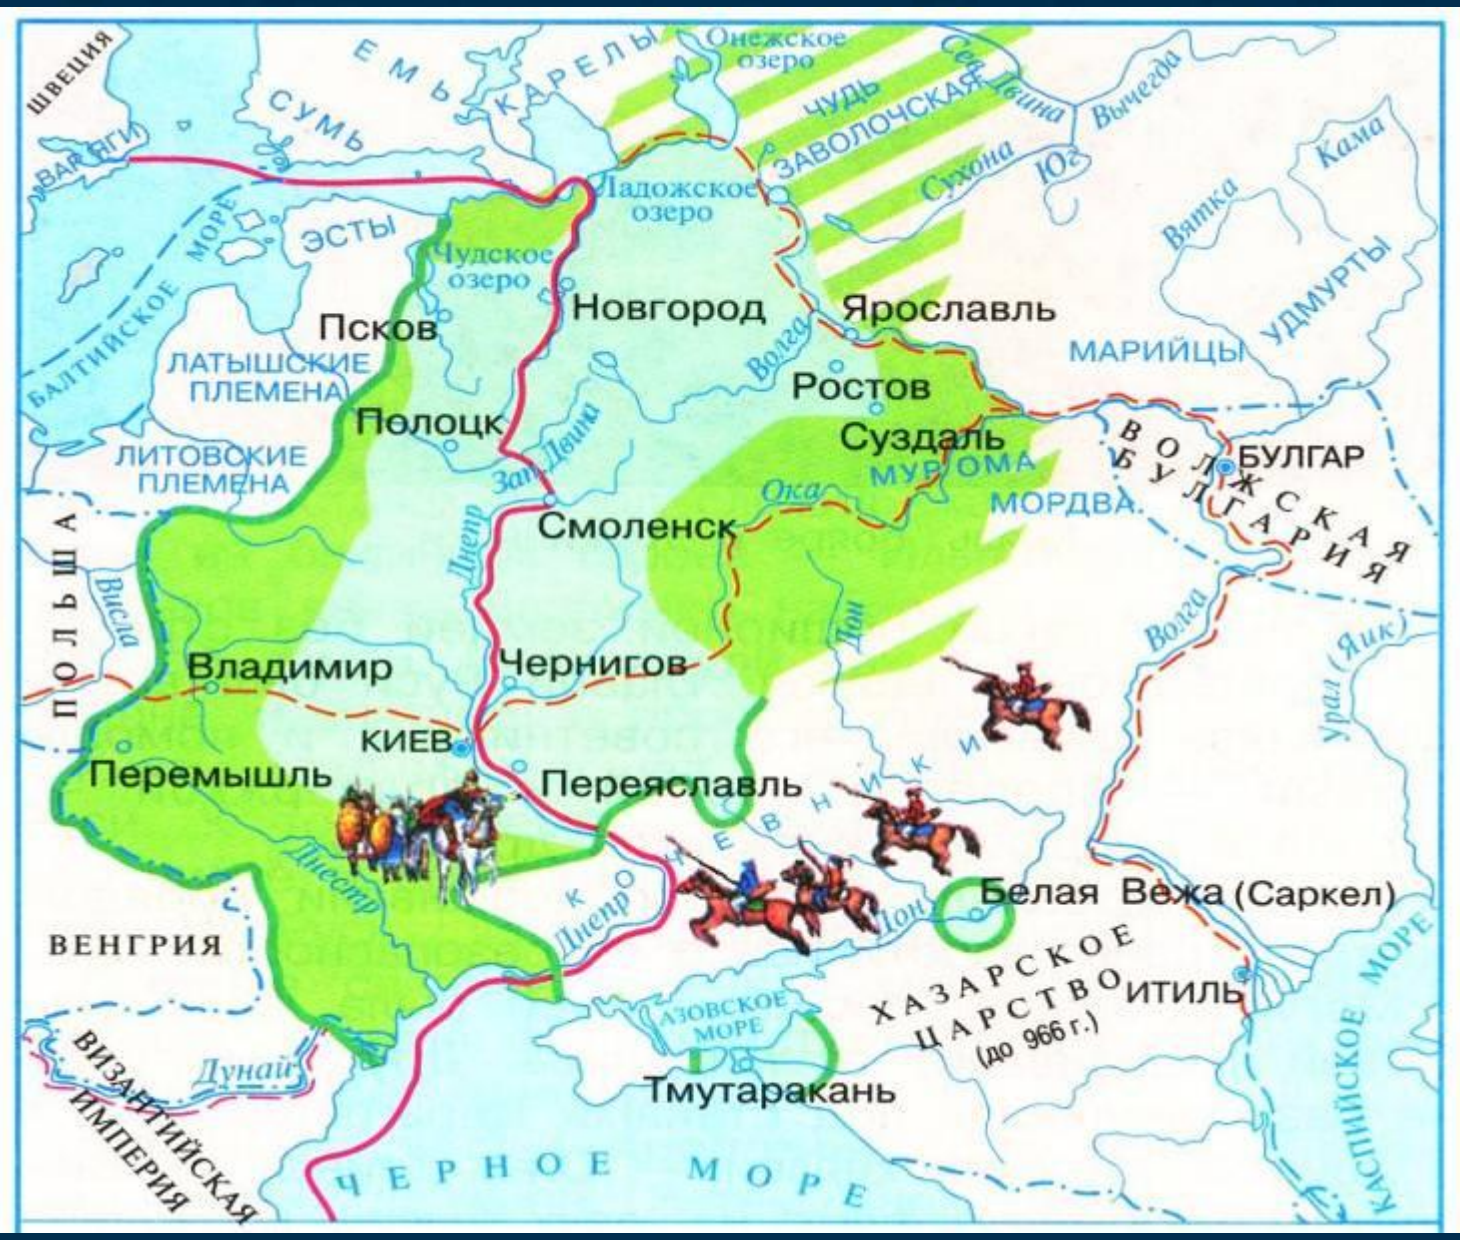 ШВЕЦИЯ
ЕМЬ
КАРЕЛЫ
Онежское
озеро
СУМЬ
ВАРЯГИ
ЧУДЬ
ЗАВОЛОЧСКАЯ
Сев. Двина
Вычегда
Сухона
Юг
Кама
Вятка
УДМУРТЫ
Ладожское
озеро
ЭСТЫ
Чудское
озеро
БАЛТИЙСКОЕ МОРЕ
Псков
Новгород
Ярославль
Волга
МАРИЙЦЫ
ЛАТЫШСКИЕ
ПЛЕМЕНА
Ростов
Полоцк
Зап. Двина
Суздаль
МУРОМА
МОРДВА
ВОЛЖСКАЯ
БУЛГАРИЯ
БУЛГАР
ЛИТОВСКИЕ
ПЛЕМЕНА
Ока
Смоленск
Днепр
ПОЛЬША
Висла
Дон
Волга
Урал (Яик)
Владимир
Чернигов
КИЕВ
Перемышль
Переяславль
КОЧЕВНИКИ
Днестр
Днепр
Дон
Белая Вежа (Саркел)
ВЕНГРИЯ
ХАЗАРСКОЕ
ЦАРСТВО
(до 966 г.)
ИТИЛЬ
АЗОВСКОЕ
МОРЕ
Тмутаракань
Дунай
ВИЗАНТИЙСКАЯ
ИМПЕРИЯ
ЧЕРНОЕ МОРЕ
КАСПИЙСКОЕ МОРЕ